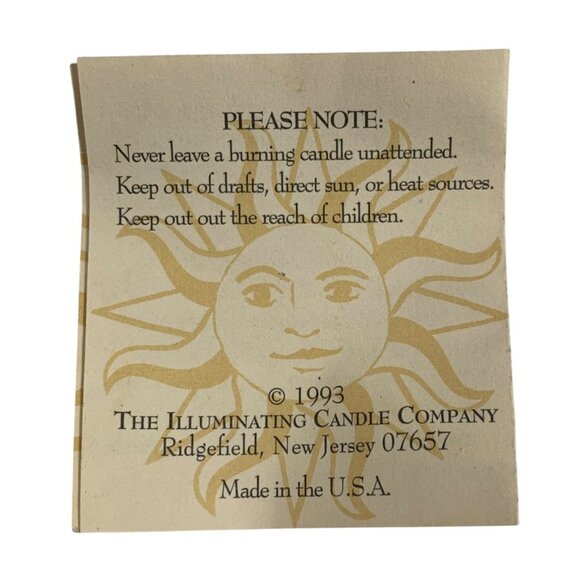 PLEASE NOTE:
Never leave a burning candle unattended.
Keep out of drafts, direct sun, or heat sources.
Keep out out the reach of children.
© 1993
THE ILLUMINATING CANDLE COMPANY
Ridgefield, New Jersey 07657
Made in the U.S.A.